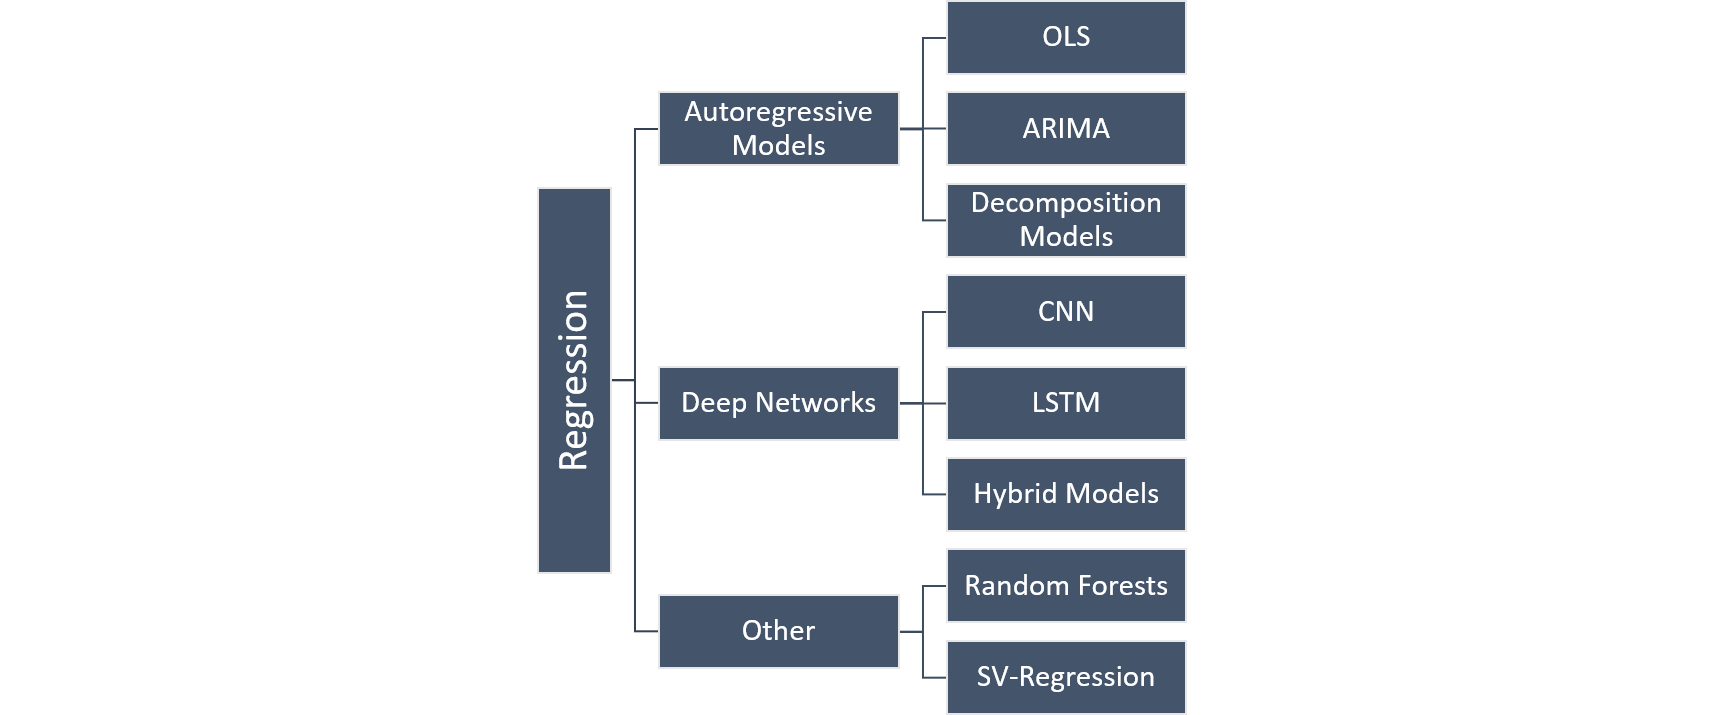 Regression
Autoregressive
Models
OLS
ARIMA
Decomposition
Models
Deep Networks
CNN
LSTM
Hybrid Models
Other
Random Forests
SV-Regression